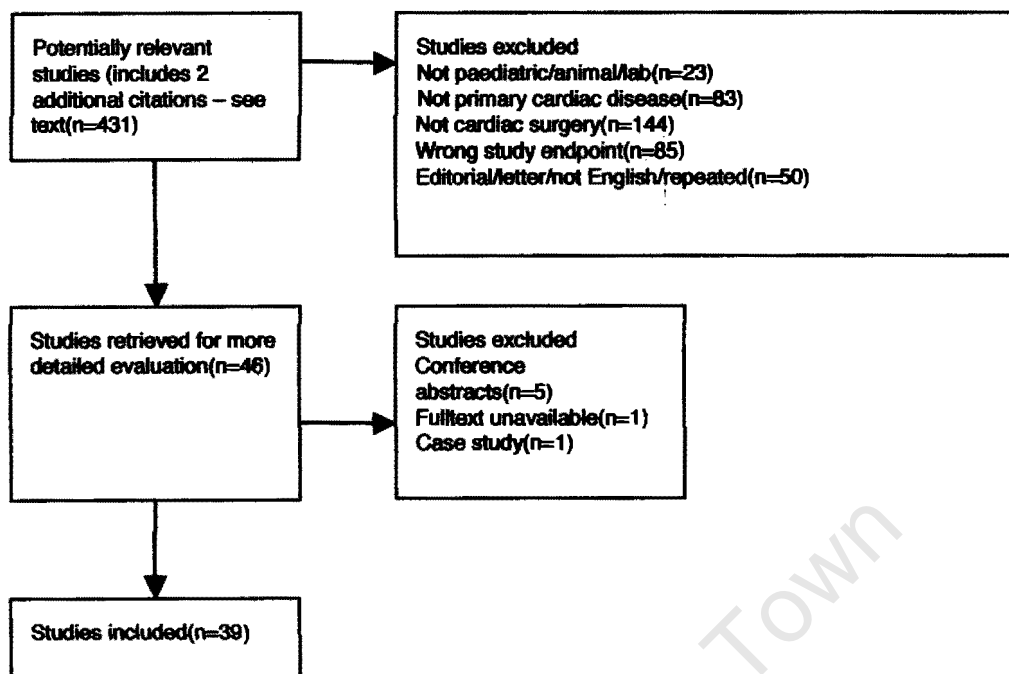 Potentially relevant
studies (includes 2
additional citations – see
text(n=431)
Studies excluded
Not paediatric/animal/lab(n=23)
Not primary cardiac disease(n=83)
Not cardiac surgery(n=144)
Wrong study endpoint(n=85)
Editorial/letter/not English/repeated(n=50)
Studies retrieved for more
detailed evaluation(n=46)
Studies excluded
Conference
abstracts(n=5)
Fulltext unavailable(n=1)
Case study(n=1)
Studies included(n=39)
Town